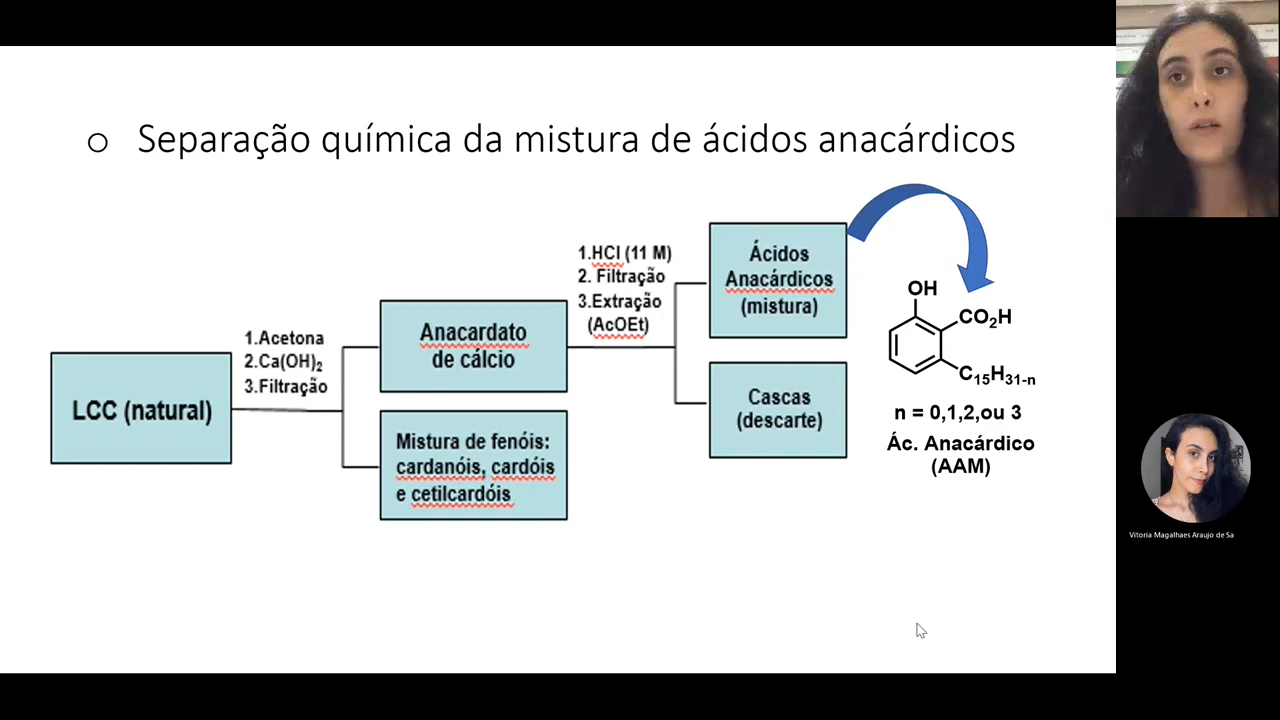 o Separação química da mistura de ácidos anacárdicos
LCC (natural)
1.Acetona
2.Ca(OH)2
3.Filtração
Anacardato
de cálcio
Mistura de fenóis:
cardanóis, cardóis
e cetilcardóis
1.HCl (11 M)
2. Filtração
3.Extração
(AcOEt)
Ácidos
Anacárdicos
(mistura)
Cascas
(descarte)
OH
CO2H
C15H31-n
n = 0,1,2,ou 3
Ác. Anacárdico
(AAM)
Vitoria Magalhaes Araujo de Sa